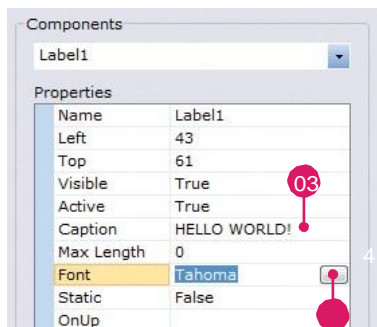 Components
Label1
Properties
Name Label1
Left 43
Top 61
Visible True
03
Active True
Caption HELLO WORLD!
Max Length 0
4
Font Tahoma
Static False
OnUp